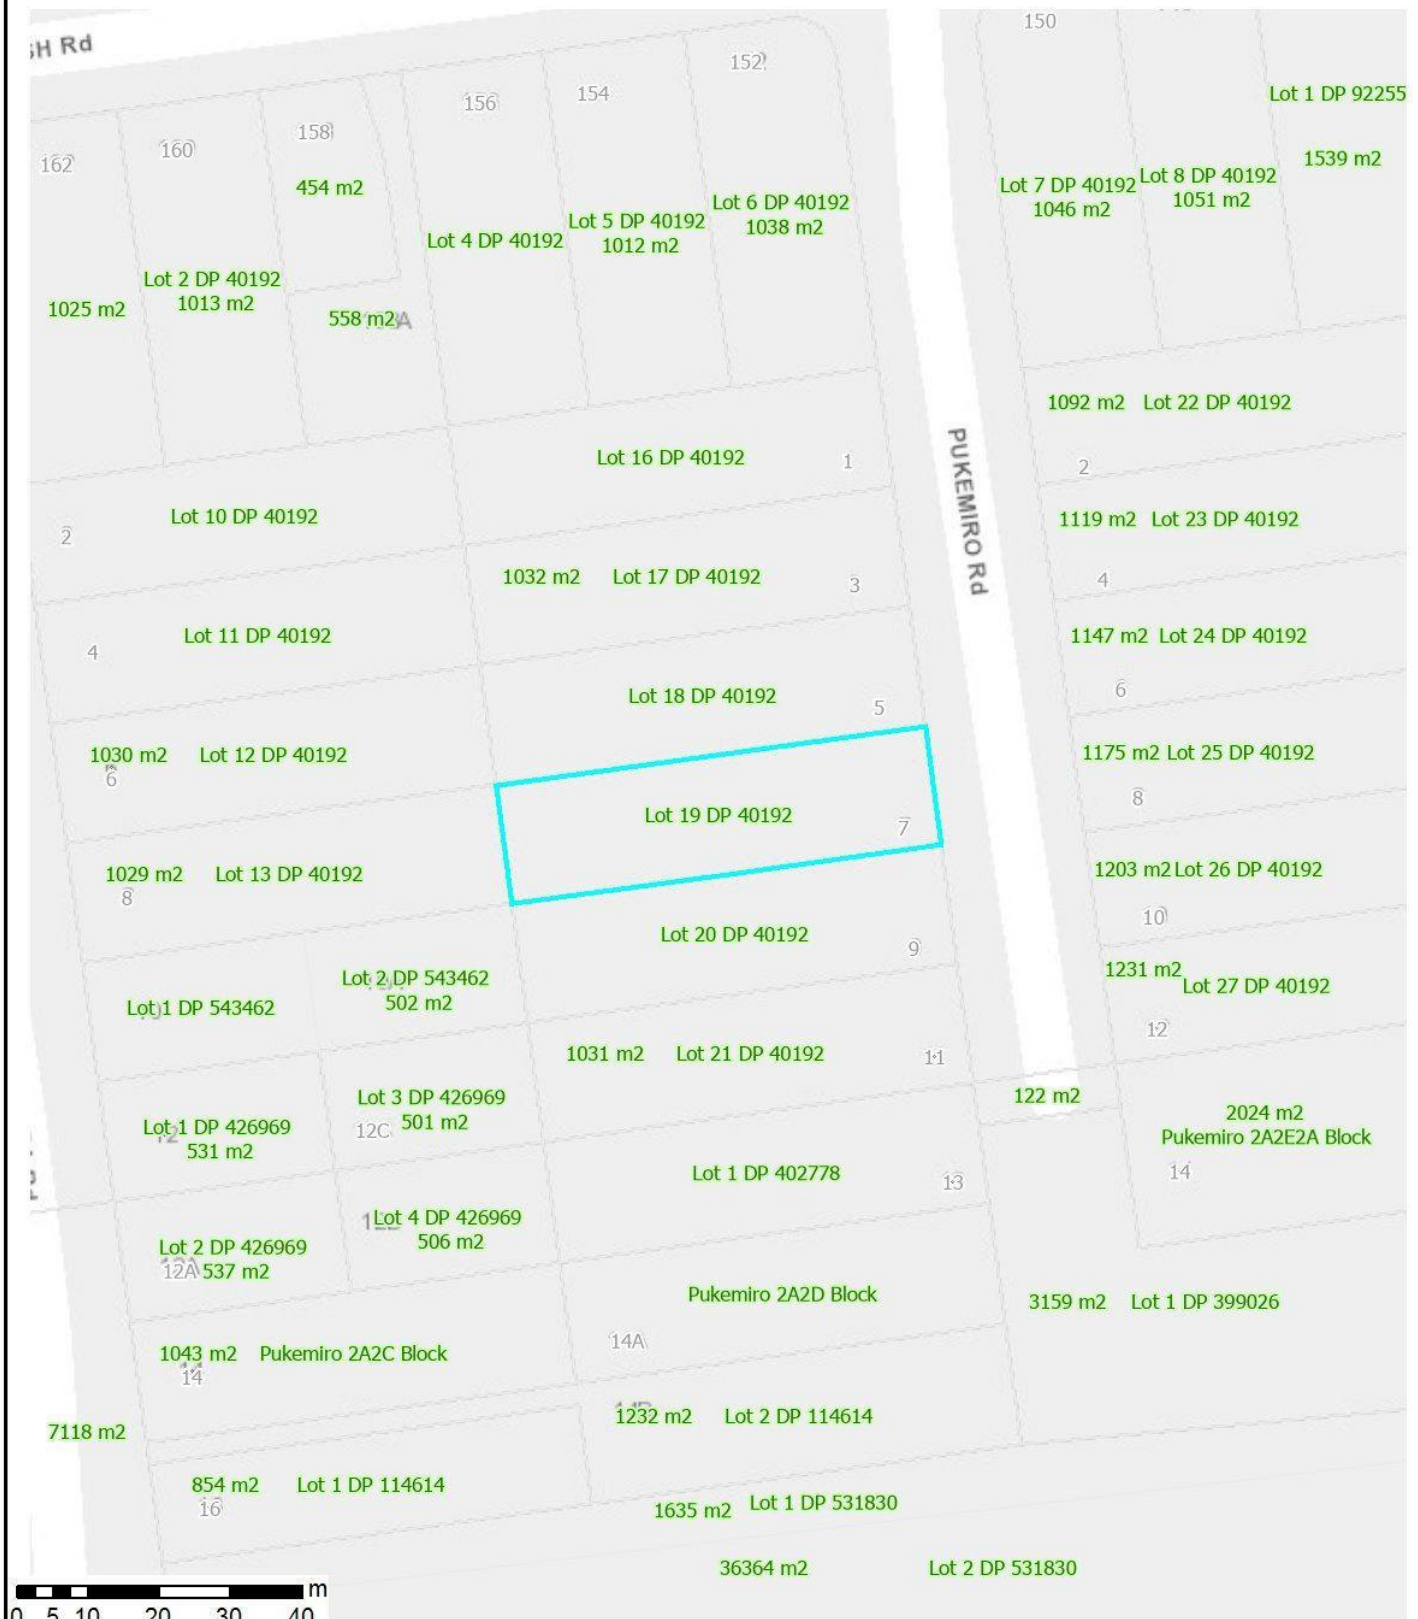 SH Rd
150
152
154
156
158
160
162
Lot 1 DP 92255
1539 m2
454 m2
Lot 7 DP 40192
1046 m2
Lot 8 DP 40192
1051 m2
Lot 6 DP 40192
1038 m2
Lot 5 DP 40192
1012 m2
Lot 4 DP 40192
Lot 2 DP 40192
1013 m2
1025 m2
558 m2
1092 m2 Lot 22 DP 40192
2
Lot 16 DP 40192 1
PUKEMIRO Rd
Lot 10 DP 40192
2
1119 m2 Lot 23 DP 40192
4
1032 m2 Lot 17 DP 40192 3
Lot 11 DP 40192
4
1147 m2 Lot 24 DP 40192
6
Lot 18 DP 40192 5
1030 m2 Lot 12 DP 40192
6
1175 m2 Lot 25 DP 40192
8
Lot 19 DP 40192 7
1029 m2 Lot 13 DP 40192
8
1203 m2 Lot 26 DP 40192
10
Lot 20 DP 40192 9
1231 m2
Lot 27 DP 40192
12
Lot 2 DP 543462
502 m2
Lot 1 DP 543462
1031 m2 Lot 21 DP 40192 11
122 m2
2024 m2
Pukemiro 2A2E2A Block
14
Lot 3 DP 426969
501 m2
12C
Lot 1 DP 426969
531 m2
12
Lot 1 DP 402778 13
Lot 4 DP 426969
506 m2
Lot 2 DP 426969
537 m2
12A
Pukemiro 2A2D Block
14A
3159 m2 Lot 1 DP 399026
1043 m2 Pukemiro 2A2C Block
14
7118 m2
1232 m2 Lot 2 DP 114614
854 m2 Lot 1 DP 114614
16
1635 m2 Lot 1 DP 531830
36364 m2 Lot 2 DP 531830
m
0 5 10 20 30 40